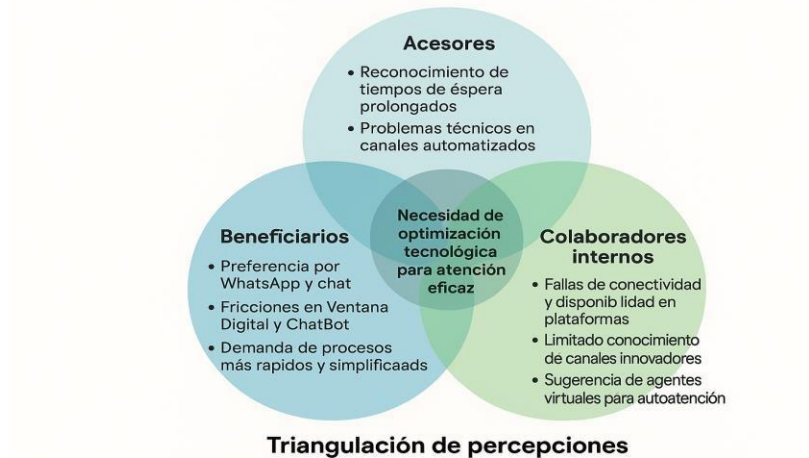 Acesores
• Reconocimiento de
tiempos de éspera
prolongados
• Problemas técnicos en
canales automatizados
Necesidad de
optimización
tecnológica
para atención
eficaz
Beneficiarios
• Preferencia por
WhatsApp y chat
• Fricciones en Ventana
Digital y ChatBot
• Demanda de procesos
más rapidos y simplificaads
Colaboradores
internos
• Fallas de conectividad
y disponib lidad en
plataformas
• Limitado conocimiento
de canales innovadores
• Sugerencia de agentes
virtuales para autoatención
Triangulación de percepciones